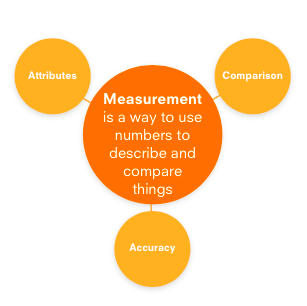 Attributes
Comparison
Measurement
is a way to use
numbers to
describe and
compare
things
Accuracy